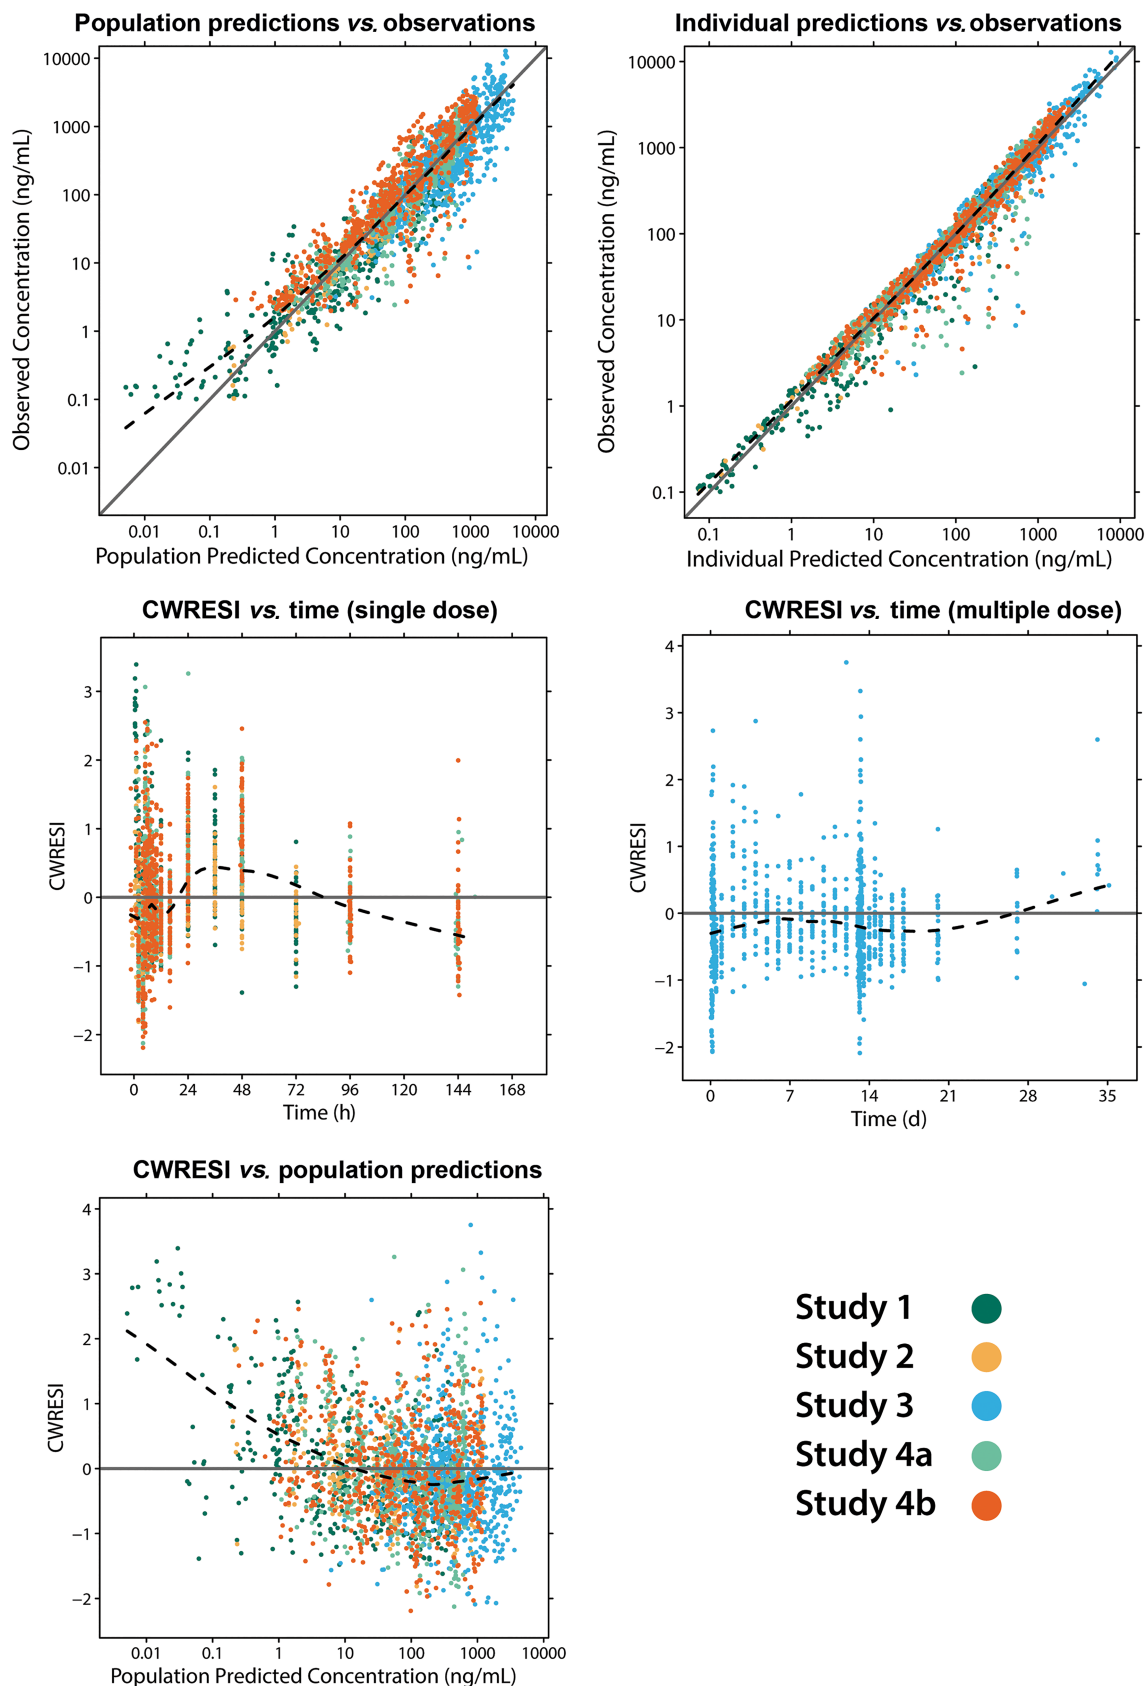 Population predictions vs. observations
Observed Concentration (ng/mL)
10000
1000
100
10
1
0.1
0.01
0.01 0.1 1 10 100 1000 10000
Population Predicted Concentration (ng/mL)
Individual predictions vs. observations
Observed Concentration (ng/mL)
10000
1000
100
10
1
0.1
0.1 1 10 100 1000 10000
Individual Predicted Concentration (ng/mL)
CWRESI vs. time (single dose)
CWRESI
3
2
1
0
−1
−2
0 24 48 72 96 120 144 168
Time (h)
CWRESI vs. time (multiple dose)
CWRESI
4
3
2
1
0
−1
−2
0 7 14 21 28 35
Time (d)
CWRESI vs. population predictions
CWRESI
4
3
2
1
0
−1
−2
0.01 0.1 1 10 100 1000 10000
Population Predicted Concentration (ng/mL)
Study 1
Study 2
Study 3
Study 4a
Study 4b